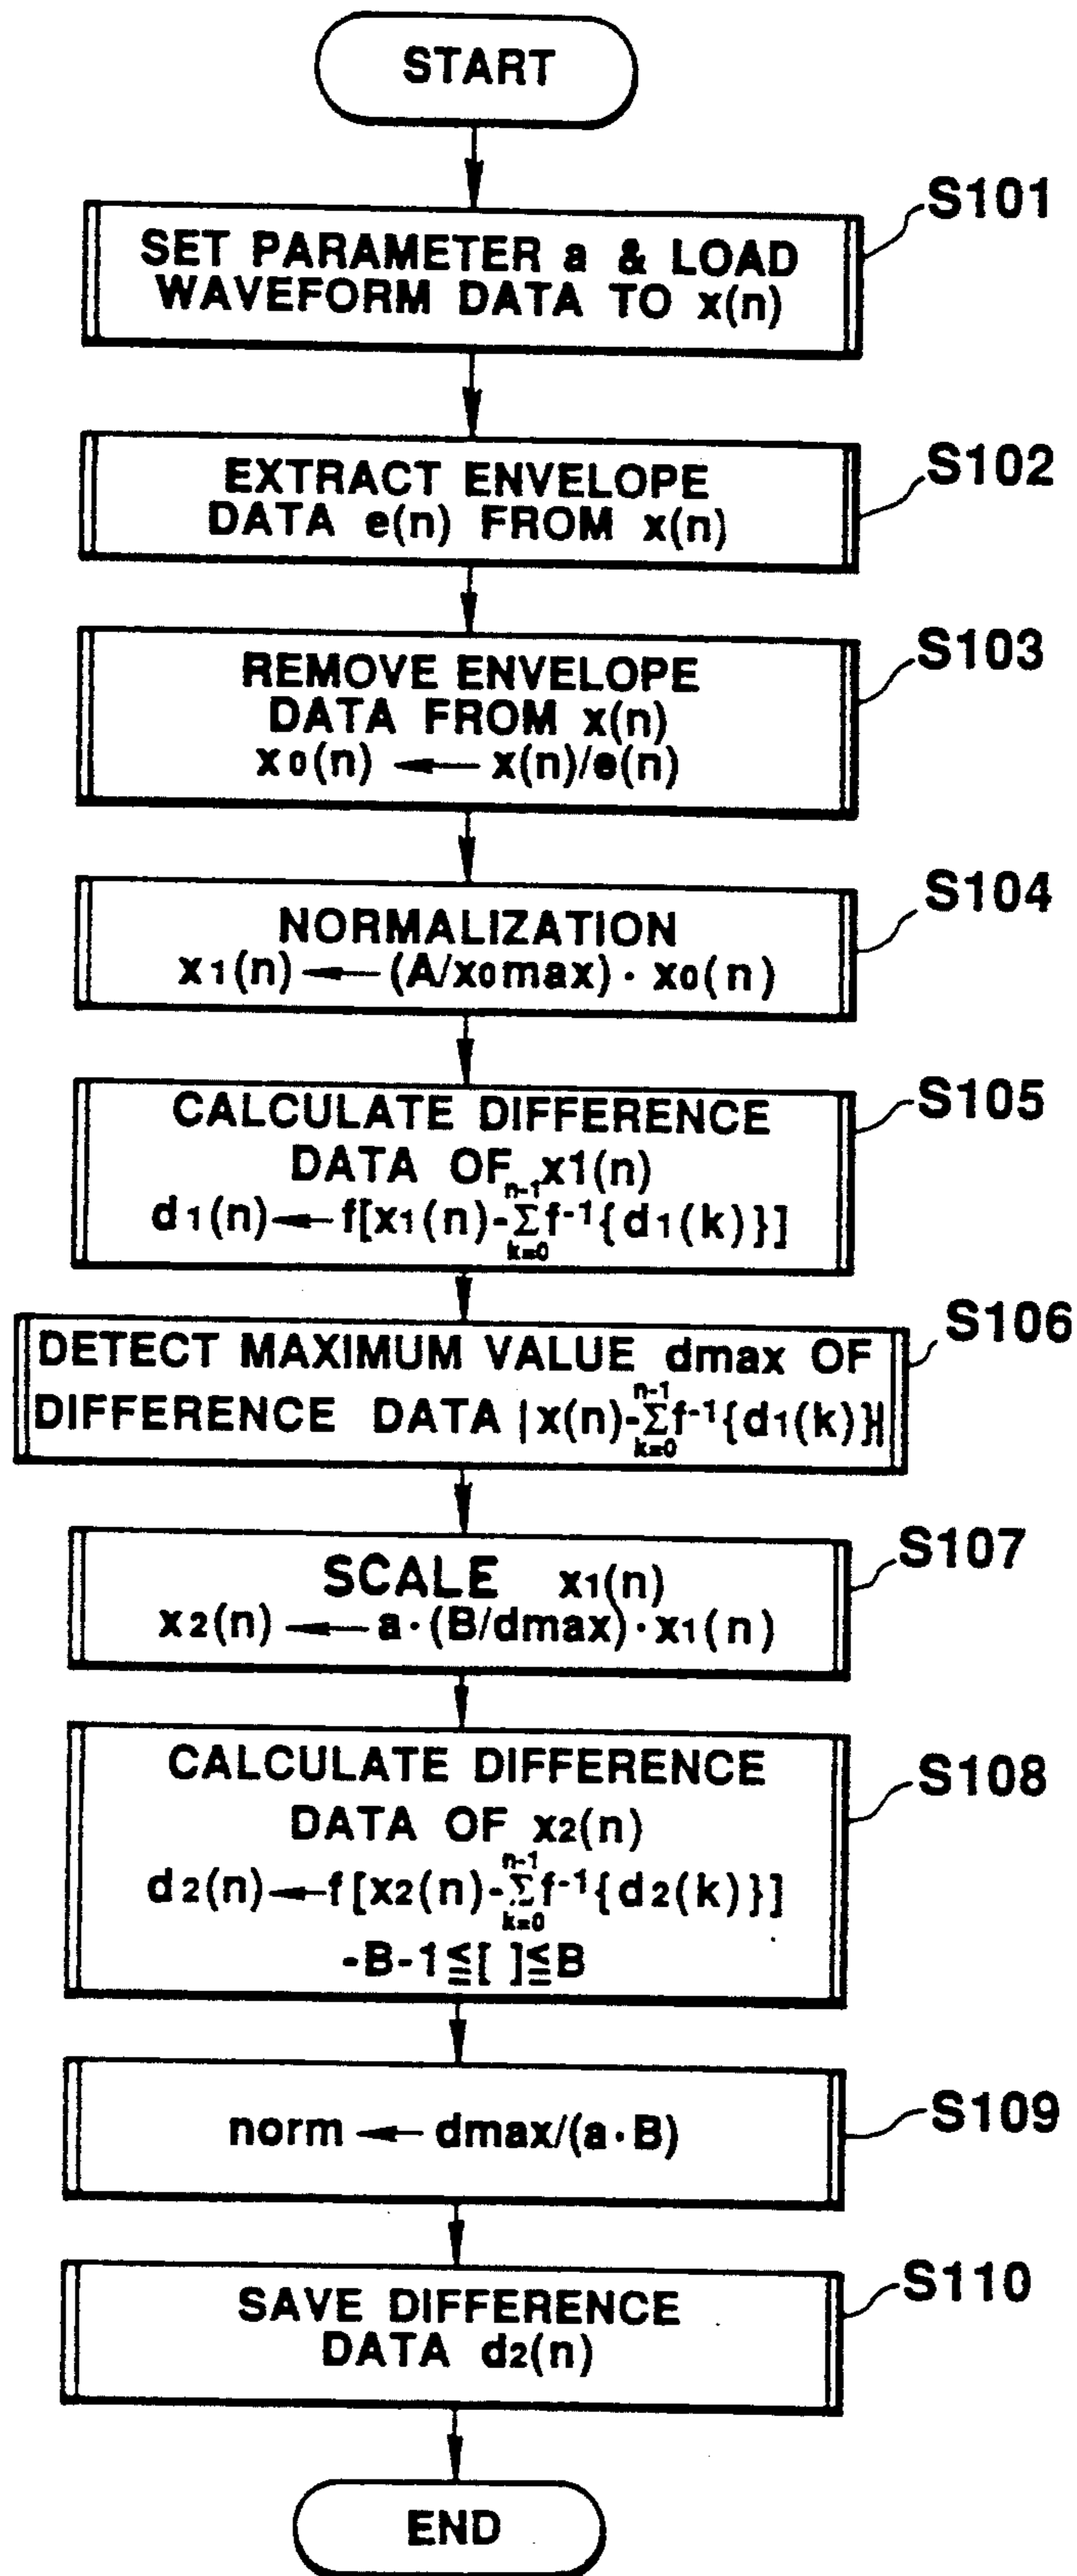 START
S101
SET PARAMETER a & LOAD
WAVEFORM DATA TO x(n)
S102
EXTRACT ENVELOPE
DATA e(n) FROM x(n)
S103
REMOVE ENVELOPE
DATA FROM x(n)
x0(n) ← x(n)/e(n)
S104
NORMALIZATION
x1(n) ← (A/x0max)·x0(n)
S105
CALCULATE DIFFERENCE
DATA OF x1(n)
n-1
d1(n)←f[x1(n)-Σf-1{d1(k)}]
k=0
S106
DETECT MAXIMUM VALUE dmax OF
n-1
DIFFERENCE DATA |x(n)-Σf-1{d1(k)}|
k=0
S107
SCALE x1(n)
x2(n) ← a·(B/dmax)·x1(n)
S108
CALCULATE DIFFERENCE
DATA OF x2(n)
n-1
d2(n)←f[x2(n)-Σf-1{d2(k)}]
k=0
-B-1≦[ ]≦B
S109
norm ← dmax/(a·B)
S110
SAVE DIFFERENCE
DATA d2(n)
END